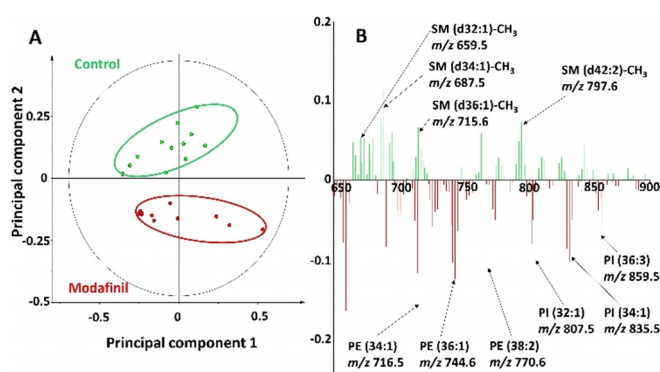 A
Control
Principal component 2
0.25
0
-0.25
-0.5
-0.5
0
0.5
Modafinil
Principal component 1
B
0.2
0.1
0
-0.1
-0.2
650
700
750
800
850
900
SM (d32:1)-CH₃
m/z 659.5
SM (d34:1)-CH₃
m/z 687.5
SM (d36:1)-CH₃
m/z 715.6
SM (d42:2)-CH₃
m/z 797.6
PI (36:3)
m/z 859.5
PI (32:1)
m/z 807.5
PI (34:1)
m/z 835.5
PE (34:1)
m/z 716.5
PE (36:1)
m/z 744.6
PE (38:2)
m/z 770.6